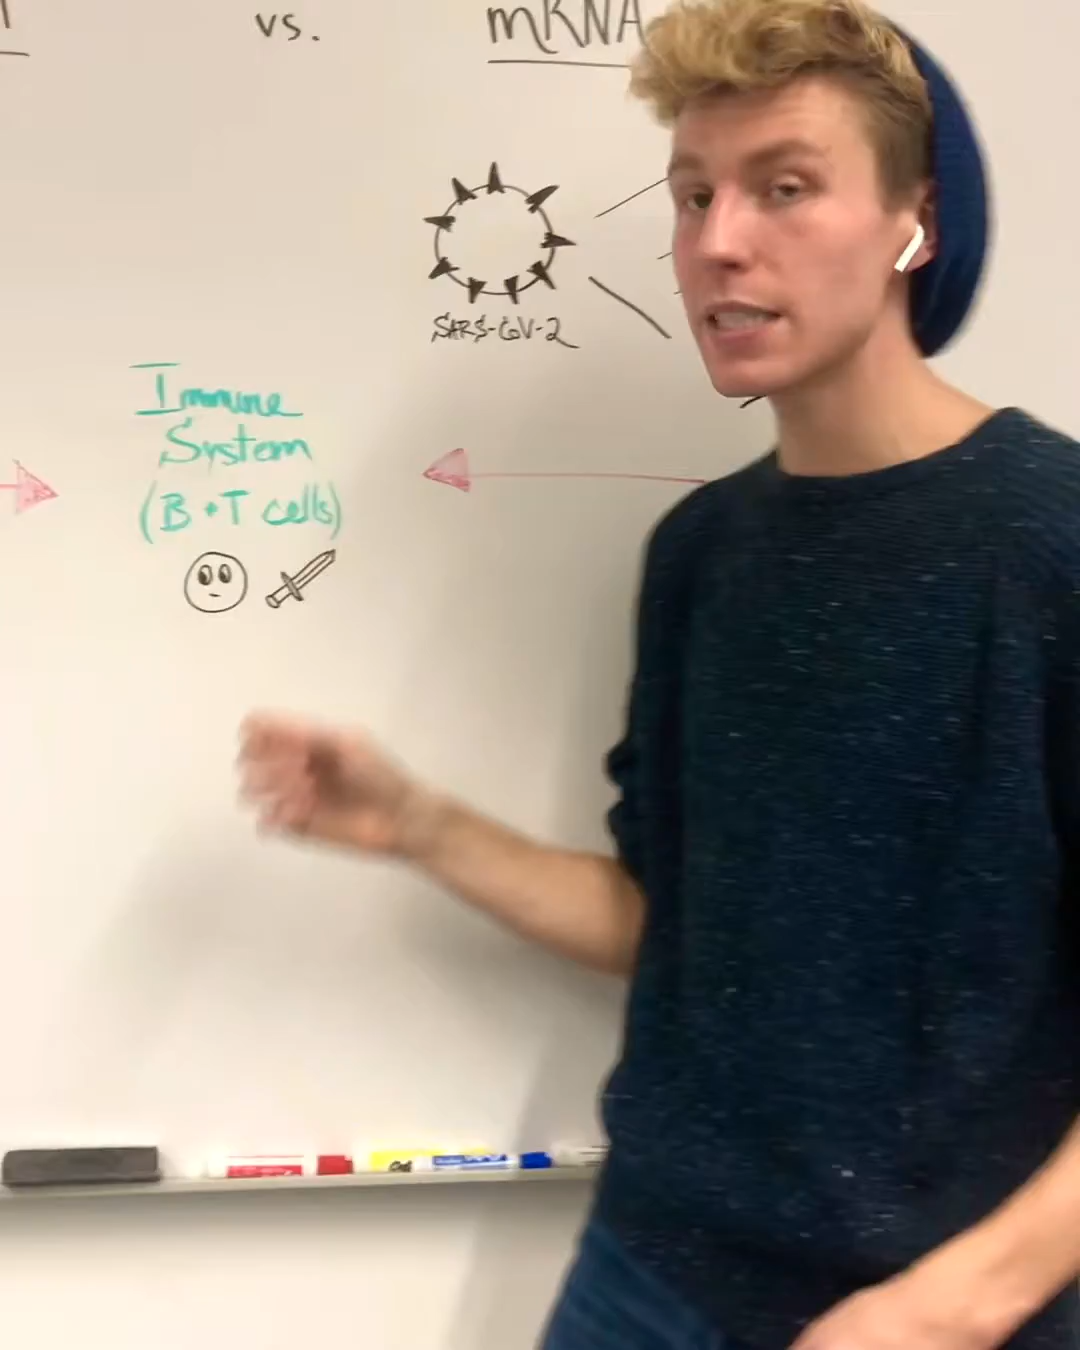 vs.
mRNA
SARS-CoV-2
Immune
System
(B + T cells)